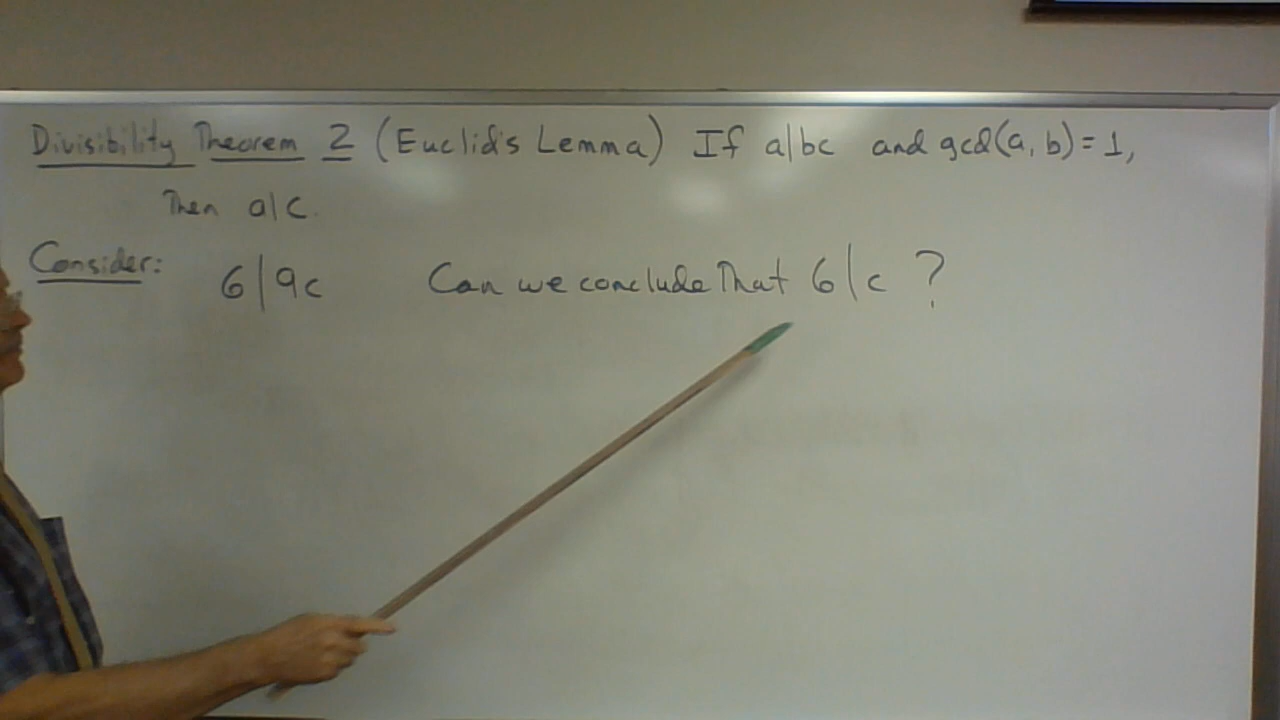 Divisibility Theorem 2 (Euclid's Lemma) If a|bc and gcd(a, b) = 1,
Then a|c.
Consider: 6|9c Can we conclude That 6|c ?